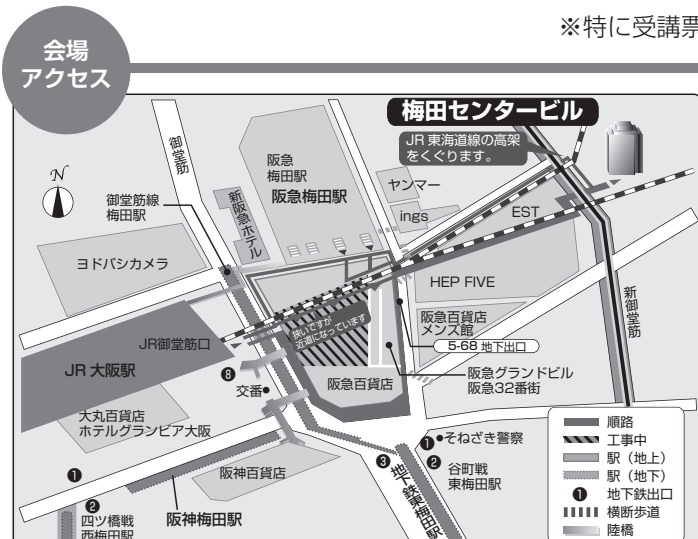 ※特に受講票
会場
アクセス
梅田センタービル
JR 東海道線の高架
をくぐります。
御堂筋
N
阪急
梅田駅
阪急梅田駅
ヤンマー
ings
EST
御堂筋線
梅田駅
新阪急ホテル
ヨドバシカメラ
HEP FIVE
新御堂筋
狭いですが
近道になっています
阪急百貨店
メンズ館
5-68 地下出口
JR御堂筋口
JR 大阪駅
❽
交番●
阪急百貨店
阪急グランドビル
阪急32番街
大丸百貨店
ホテルグランビア大阪
❶
❷
四ツ橋戦
西梅田駅
阪神梅田駅
阪神百貨店
❸
地下鉄東梅田駅
❶●そねざき警察
❷
谷町戦
東梅田駅
順路
工事中
駅（地上）
駅（地下）
❶ 地下鉄出口
横断歩道
陸橋